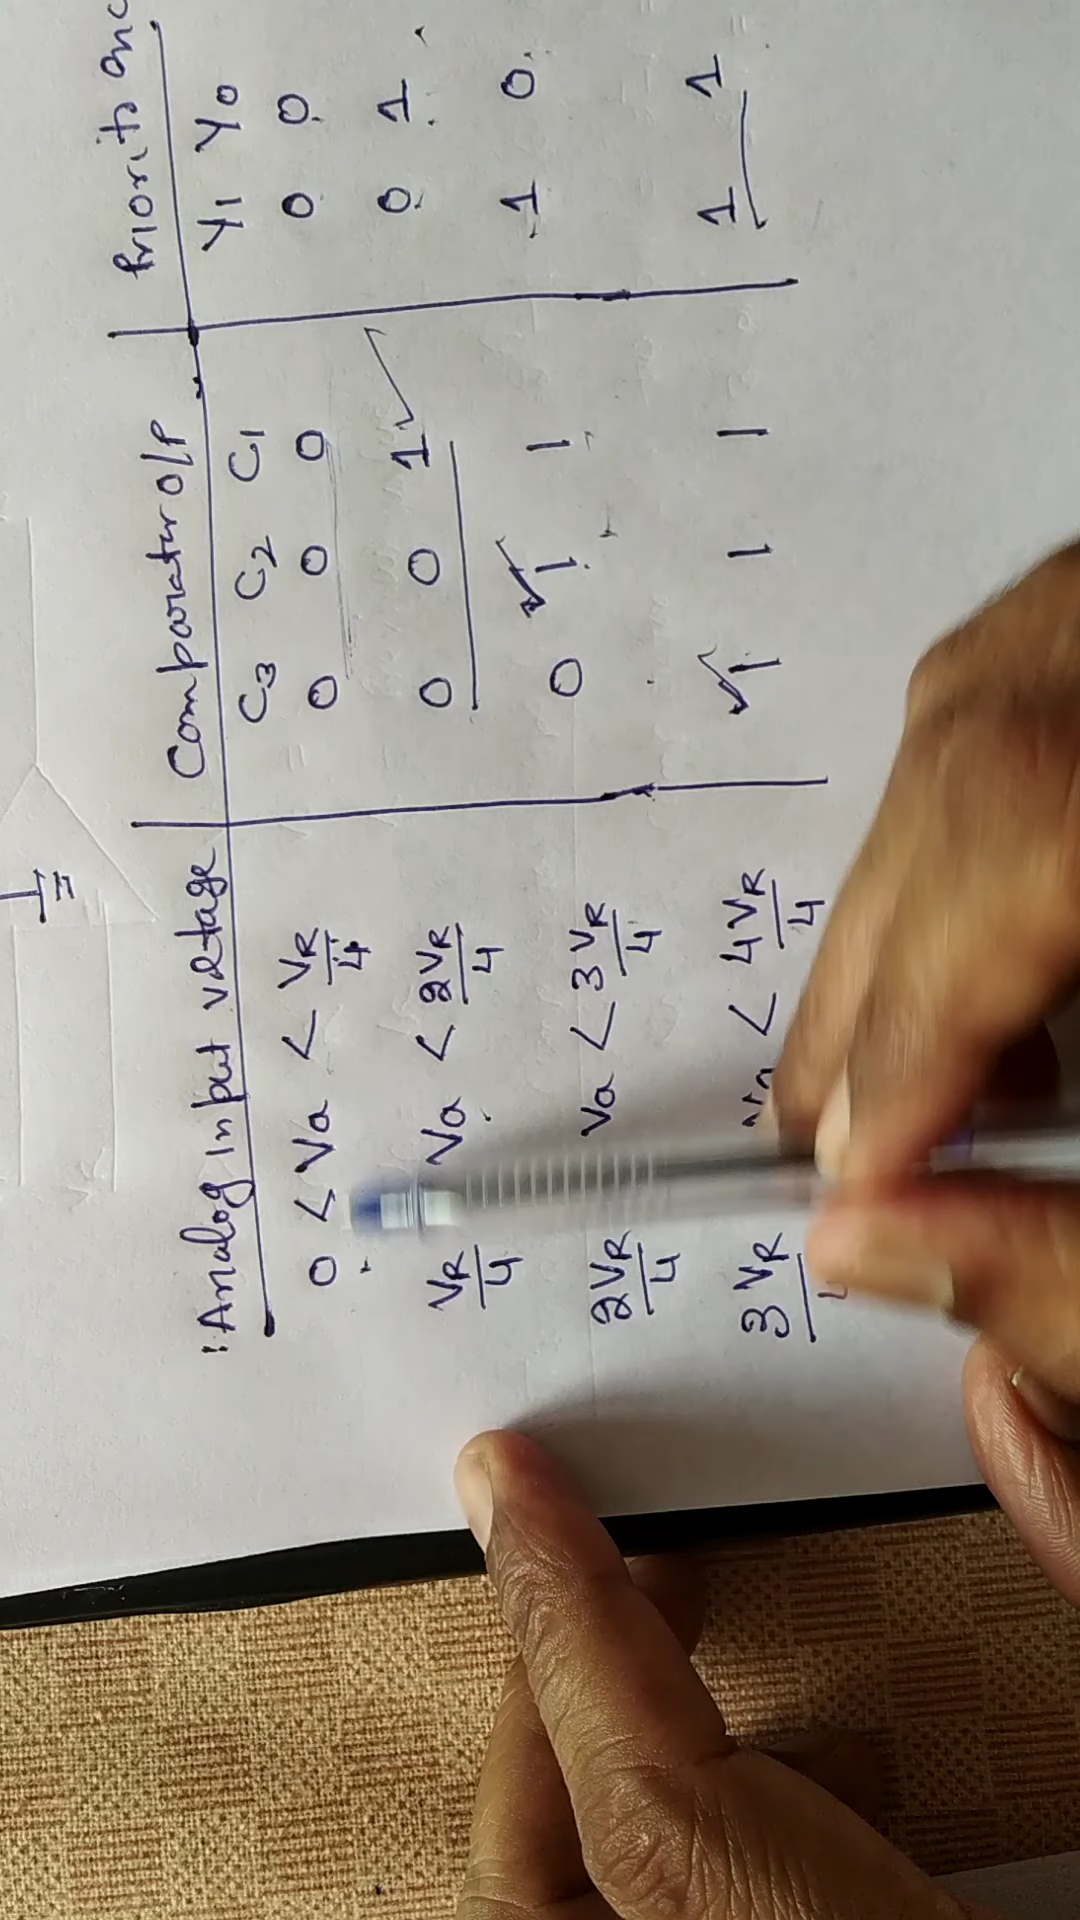 Analog Input voltage Comparator O/P Priority enc
C3 C2 C1 Y1 Y0
0 < Va < VR/4 0 0 0 0 0
VR/4 Va < 2VR/4 0 0 1 0 1
2VR/4 Va < 3VR/4 0 1 1 1 0
3VR < 4VR/4 1 1 1 1 1